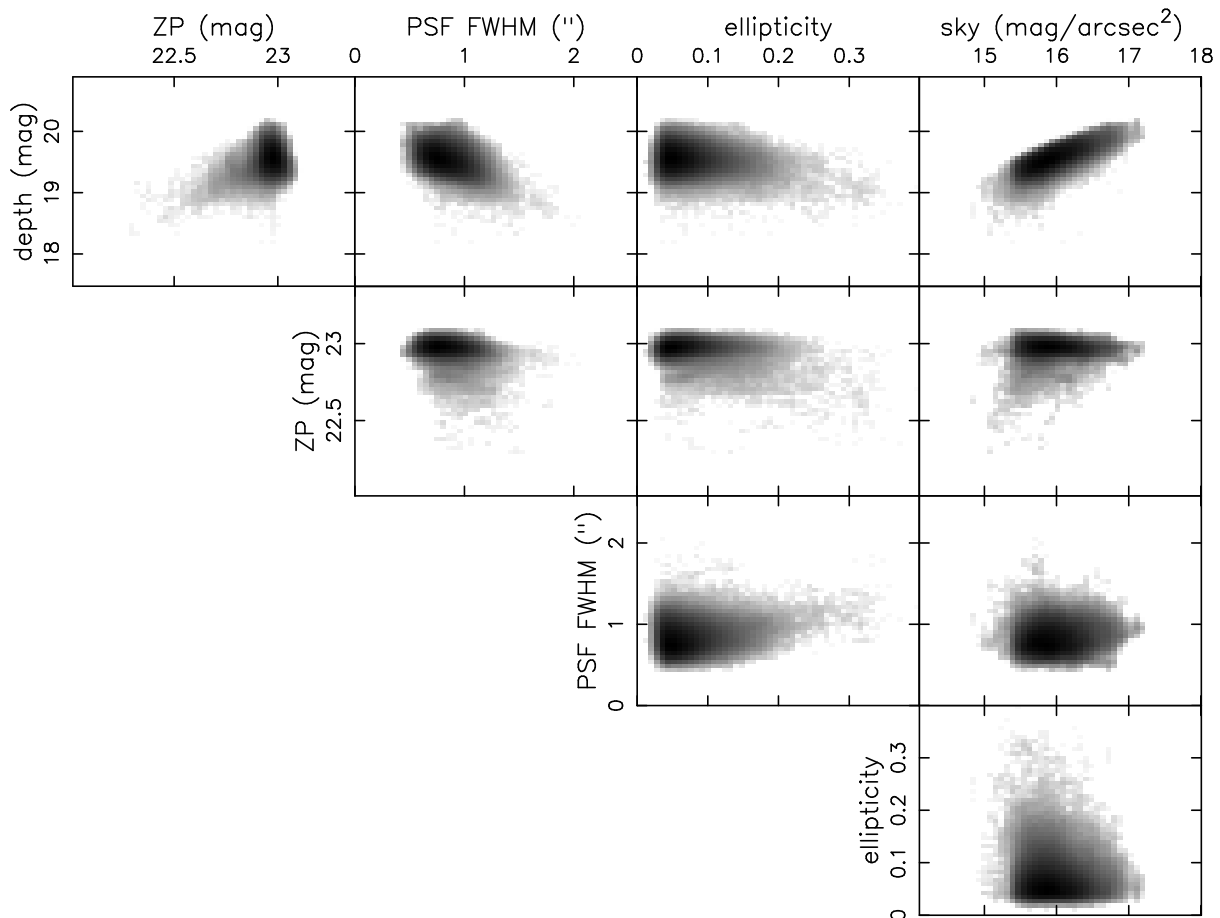 ZP (mag) PSF FWHM ('') ellipticity sky (mag/arcsec²)
22.5 23 0 1 2 0 0.1 0.2 0.3 15 16 17 18
depth (mag)
20
19
18
ZP (mag)
23
22.5
PSF FWHM ('')
2
1
0
ellipticity
0.3
0.2
0.1
0